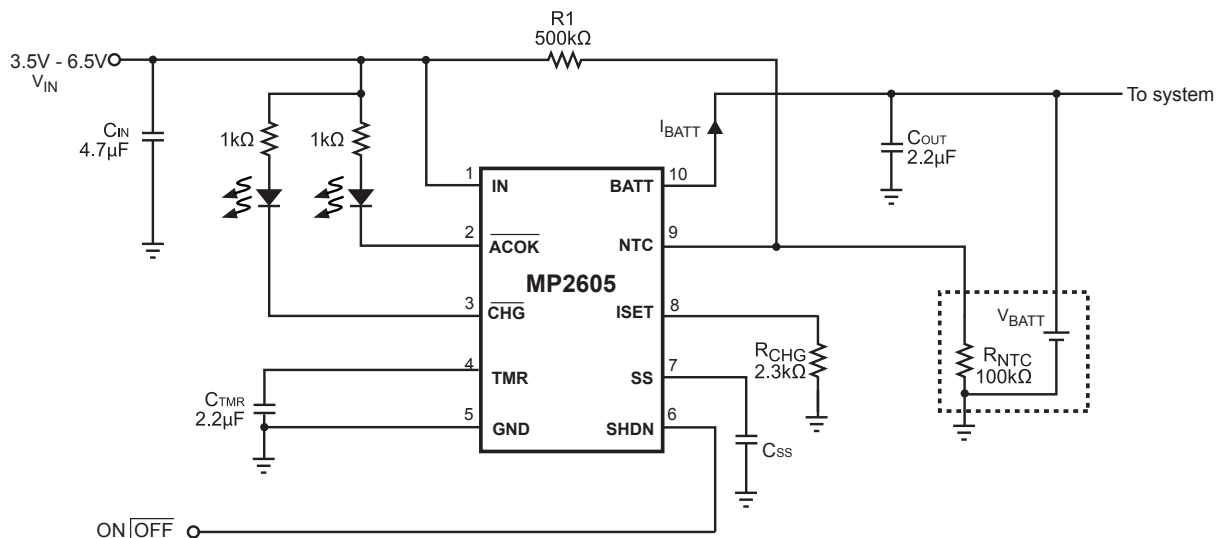 R1
500kΩ
3.5V - 6.5V
VIN
To system
CIN
4.7μF
1kΩ
1kΩ
IBATT
COUT
2.2μF
1
IN
BATT
10
2
ACOK
NTC
9
MP2605
3
CHG
ISET
8
VBATT
RCHG
2.3kΩ
RNTC
100kΩ
4
TMR
SS
7
CTMR
2.2μF
5
GND
SHDN
6
CSS
ON OFF